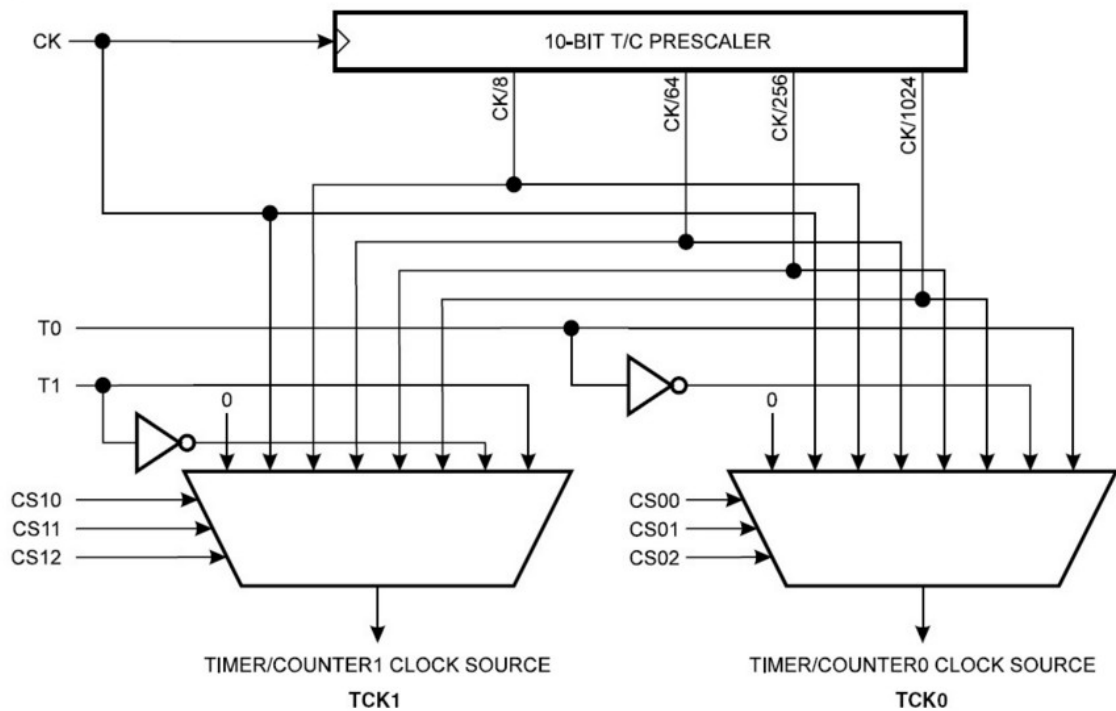 CK
10-BIT T/C PRESCALER
CK/8
CK/64
CK/256
CK/1024
T0
T1
0
0
CS10
CS11
CS12
CS00
CS01
CS02
TIMER/COUNTER1 CLOCK SOURCE
TCK1
TIMER/COUNTER0 CLOCK SOURCE
TCK0